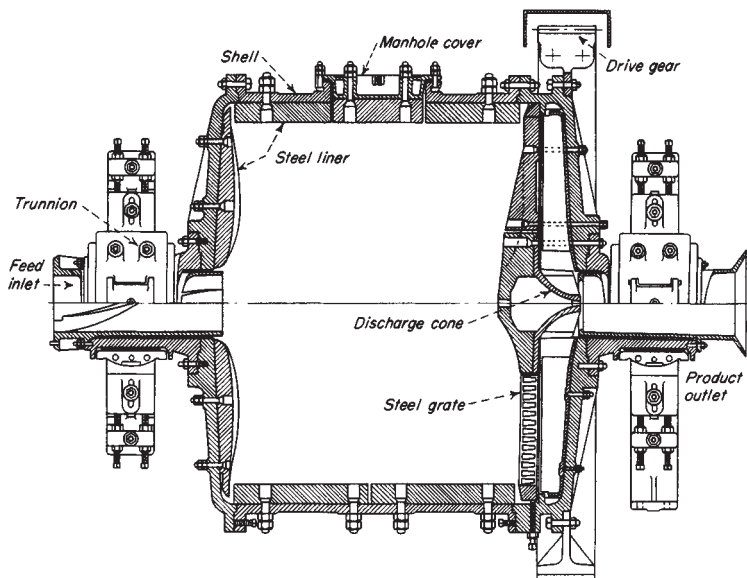 Manhole cover
Shell
Drive gear
Steel liner
Trunnion
Feed
inlet
Discharge cone
Product
outlet
Steel grate